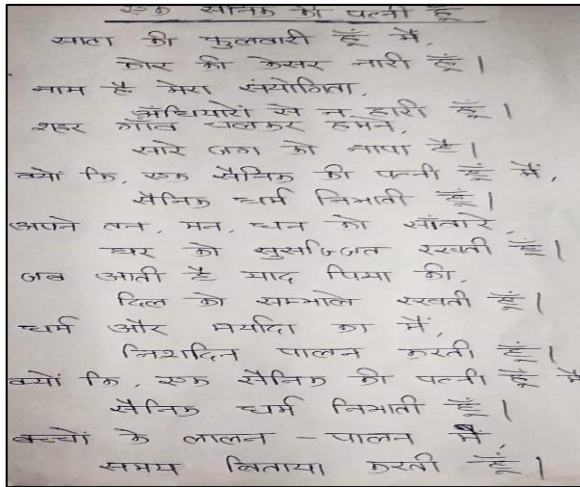 एक सैनिक की पत्नी हूँ
साता की फुलवारी हूँ मैं,
कार की केसर नारी हूँ।
नाम है मेरा संयोगिता,
अँधियारों से न हारी हूँ।
शहर गाँव चलकर हमने,
सारे जग को नापा है।
क्यों कि, एक सैनिक की पत्नी हूँ मैं,
सैनिक धर्म निभाती हूँ।
अपने तन, मन, धन को
घर को सुसज्जित रखती हूँ।
जब आती है याद पिया की,
दिल को सम्भाले रखती हूँ।
धर्म और मर्यादा का मैं,
निशदिन पालन करती हूँ।
क्यों कि, एक सैनिक की पत्नी हूँ मैं
सैनिक धर्म निभाती हूँ।
बच्चों के लालन - पालन में,
समय बिताया करती हूँ।